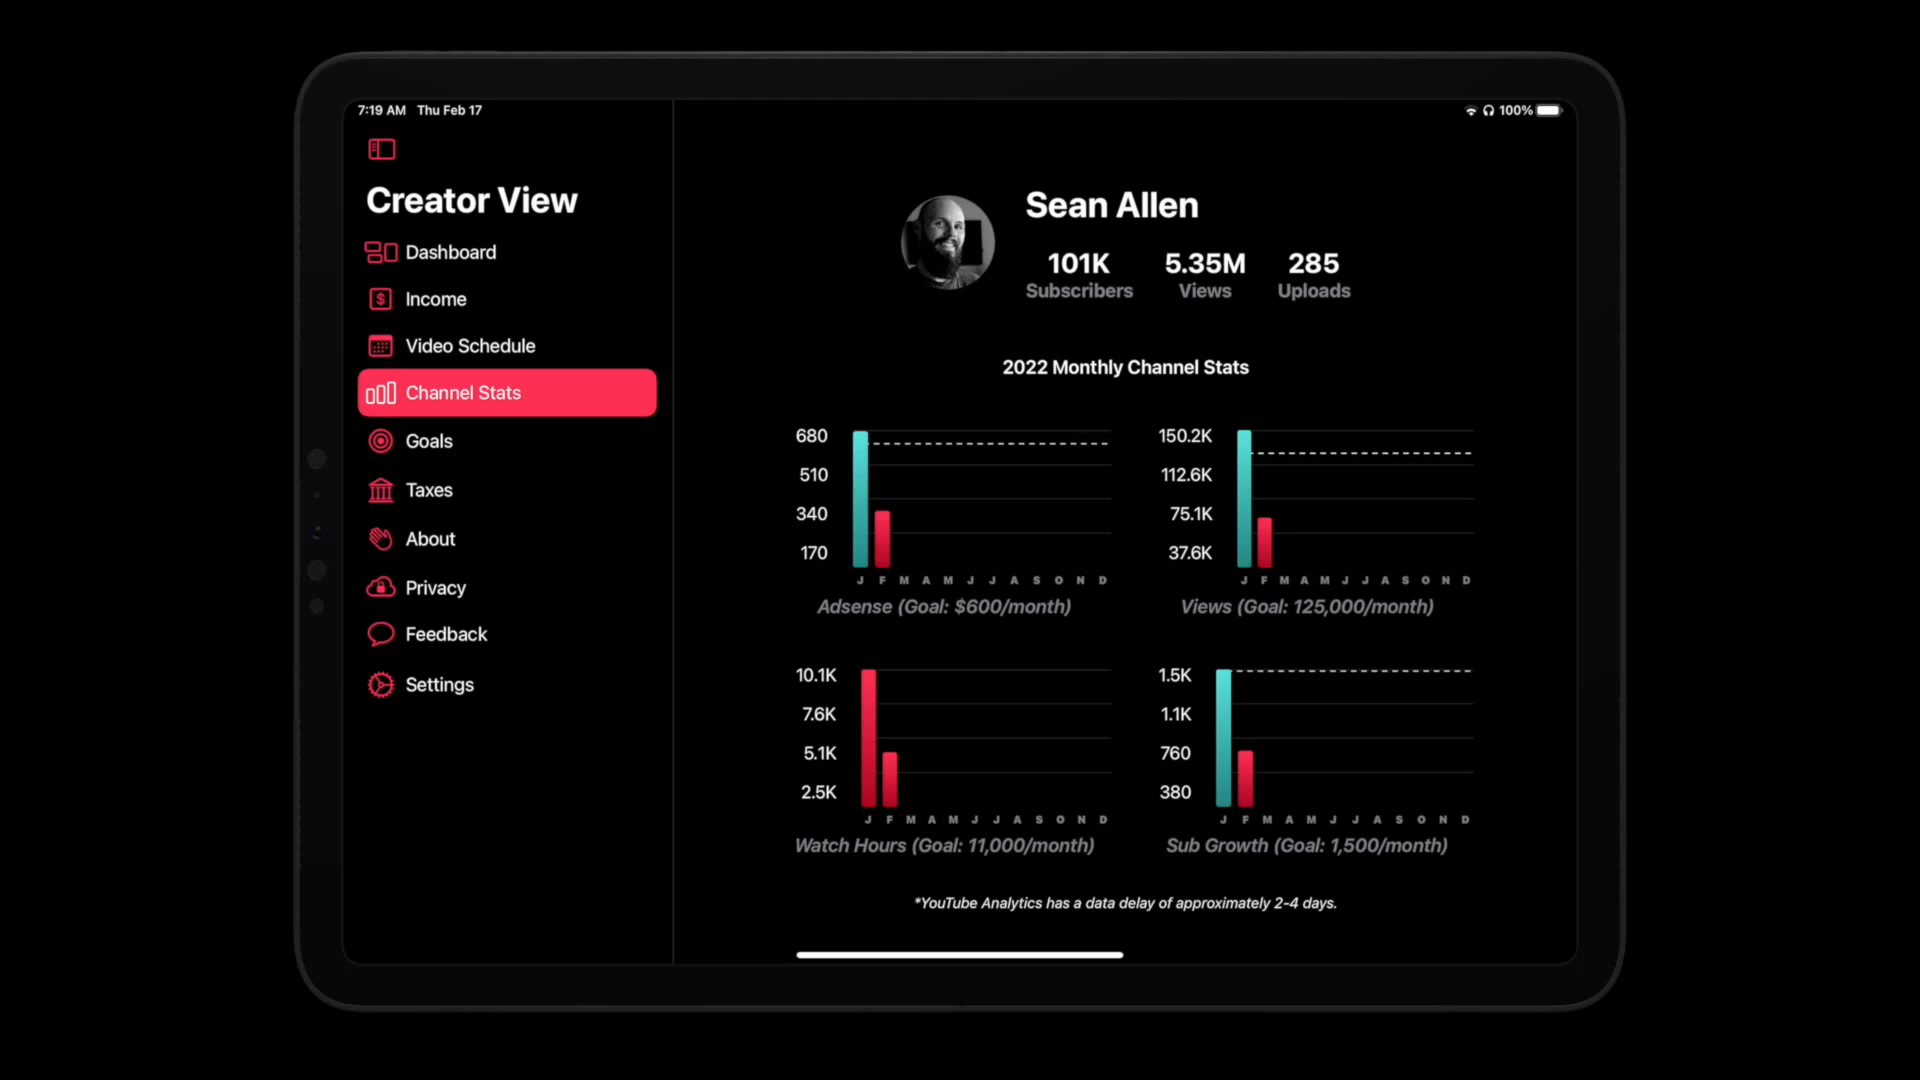 7:19 AM Thu Feb 17
100%
Creator View
Dashboard
Income
Video Schedule
Channel Stats
Goals
Taxes
About
Privacy
Feedback
Settings
Sean Allen
101K 5.35M 285
Subscribers Views Uploads
2022 Monthly Channel Stats
680
510
340
170
J F M A M J J A S O N D
Adsense (Goal: $600/month)
150.2K
112.6K
75.1K
37.6K
J F M A M J J A S O N D
Views (Goal: 125,000/month)
10.1K
7.6K
5.1K
2.5K
J F M A M J J A S O N D
Watch Hours (Goal: 11,000/month)
1.5K
1.1K
760
380
J F M A M J J A S O N D
Sub Growth (Goal: 1,500/month)
*YouTube Analytics has a data delay of approximately 2-4 days.